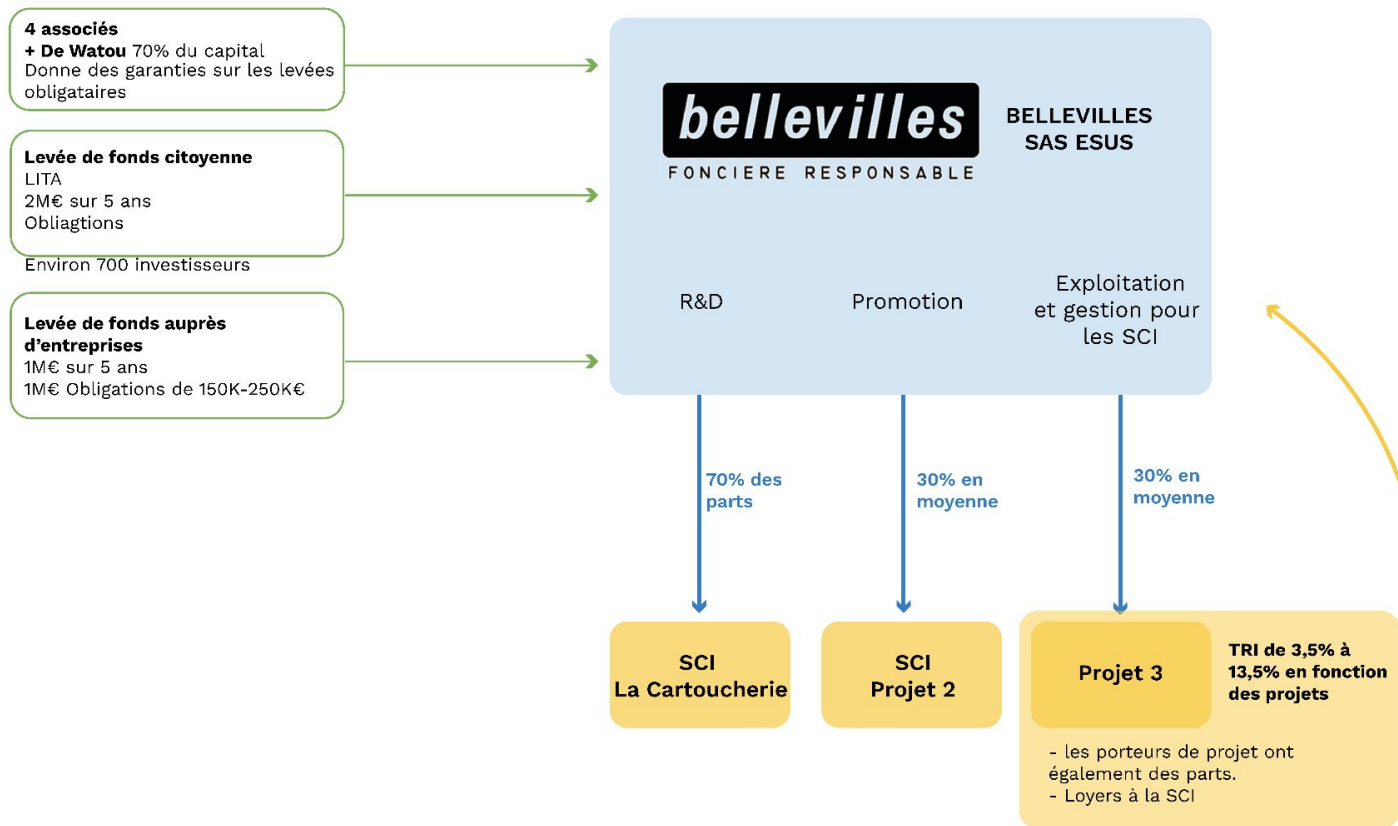 4 associés
+ De Watou 70% du capital
Donne des garanties sur les levées
obligataires
Levée de fonds citoyenne
LITA
2M€ sur 5 ans
Obliagtions
Environ 700 investisseurs
Levée de fonds auprès
d'entreprises
1M€ sur 5 ans
1M€ Obligations de 150K-250K€
bellevilles
FONCIERE RESPONSABLE
BELLEVILLES
SAS ESUS
R&D
Promotion
Exploitation
et gestion pour
les SCI
70% des
parts
30% en
moyenne
30% en
moyenne
SCI
La Cartoucherie
SCI
Projet 2
Projet 3
TRI de 3,5% à
13,5% en fonction
des projets
- les porteurs de projet ont
également des parts.
- Loyers à la SCI